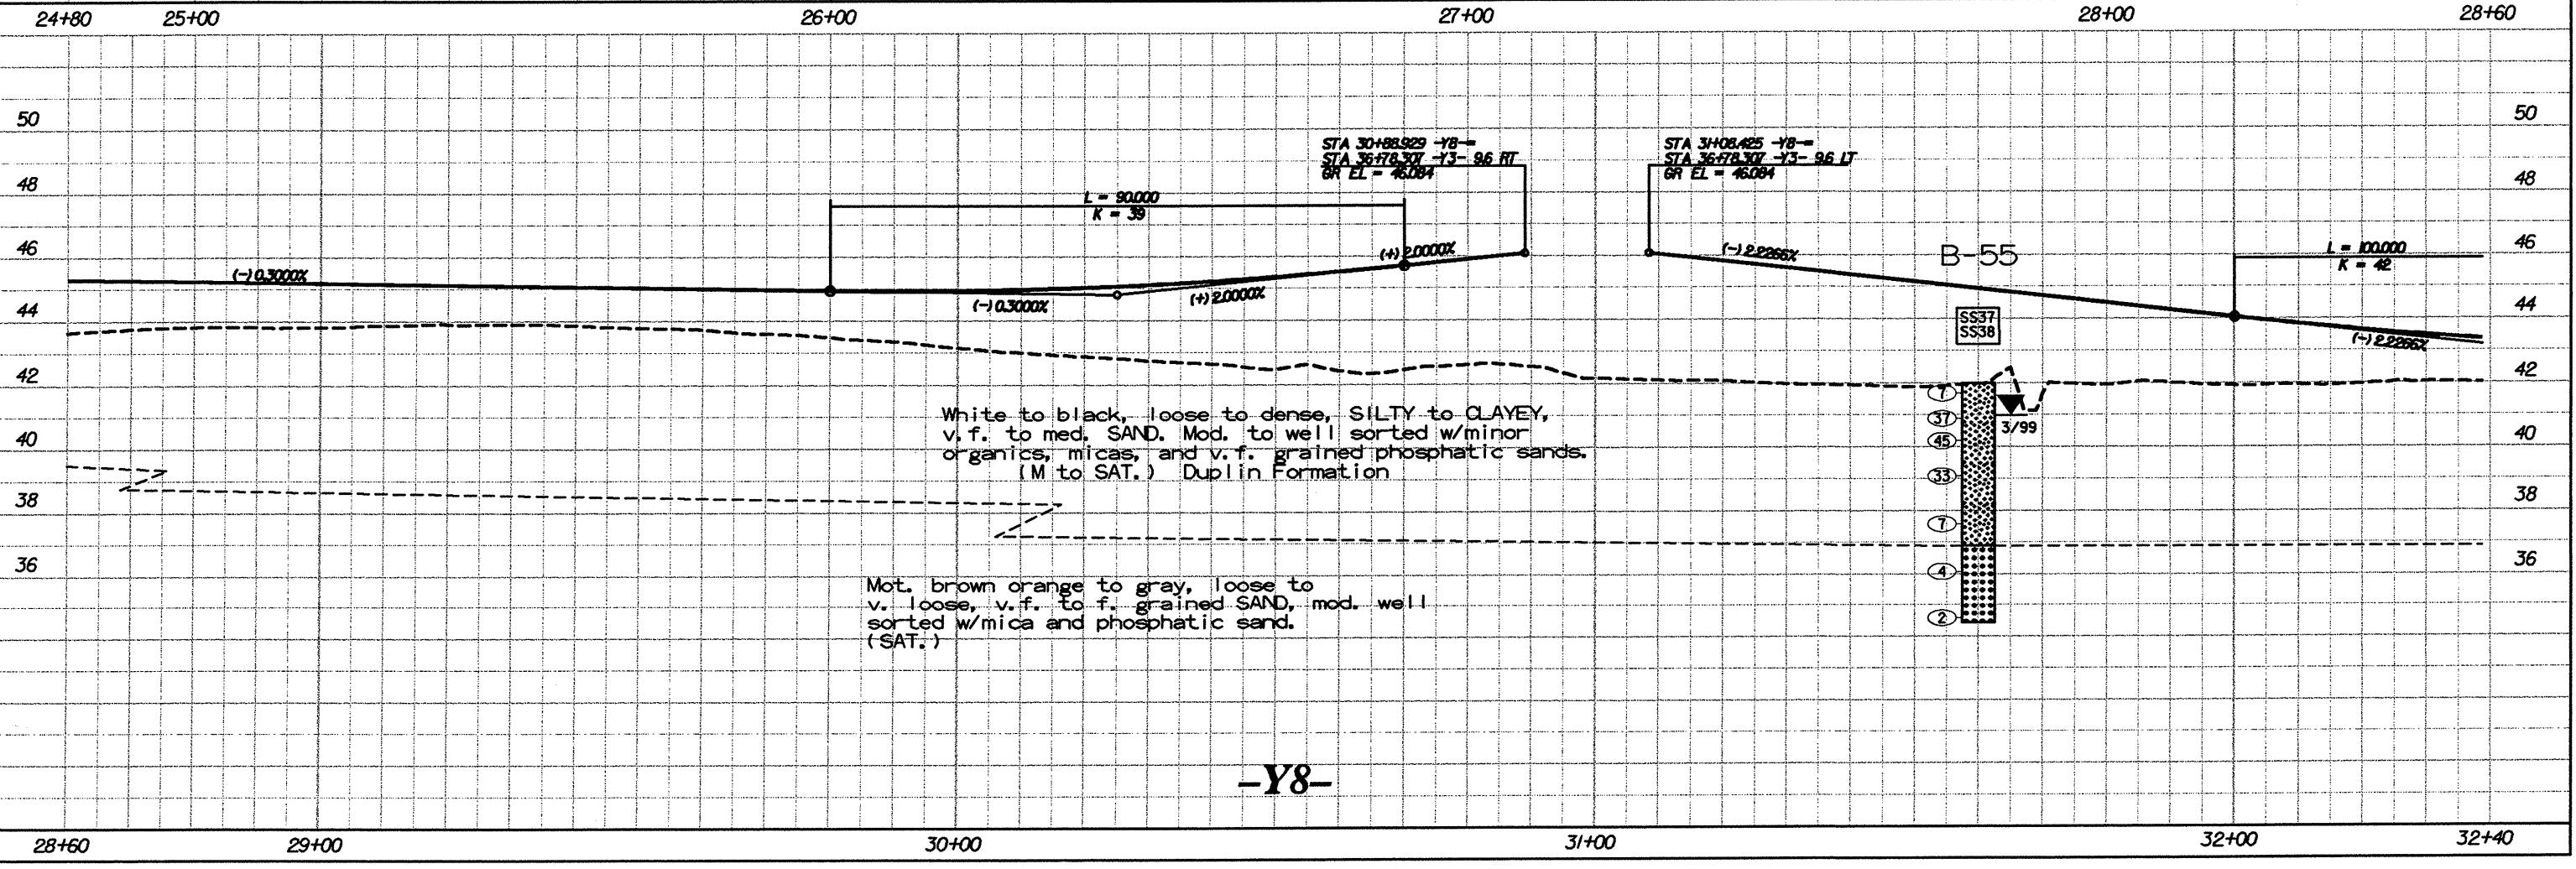 24+80 25+00 26+00 27+00 28+00 28+60
50 50
STA 30+88.929 -Y8- =
STA 36+78.307 -Y3- 9.6 RT
GR EL = 46.084
STA 31+08.425 -Y8- =
STA 36+78.307 -Y3- 9.6 LT
GR EL = 46.084
48 48
L = 90.000
K = 39
46 46
(-) 0.3000%
(+) 2.0000%
(-) 2.2266%
B-55
L = 100.000
K = 42
(-) 0.3000%
(+) 2.0000%
44 44
SS37
SS38
(-) 2.2266%
42 42
7
37
3/99
45
33
7
4
2
White to black, loose to dense, SILTY to CLAYEY,
v.f. to med. SAND. Mod. to well sorted w/minor
organics, micas, and v.f. grained phosphatic sands.
(M to SAT.) Duplin Formation
40 40
38 38
36 36
Mot. brown orange to gray, loose to
v. loose, v.f. to f. grained SAND, mod. well
sorted w/mica and phosphatic sand.
(SAT.)
-Y8-
28+60 29+00 30+00 31+00 32+00 32+40